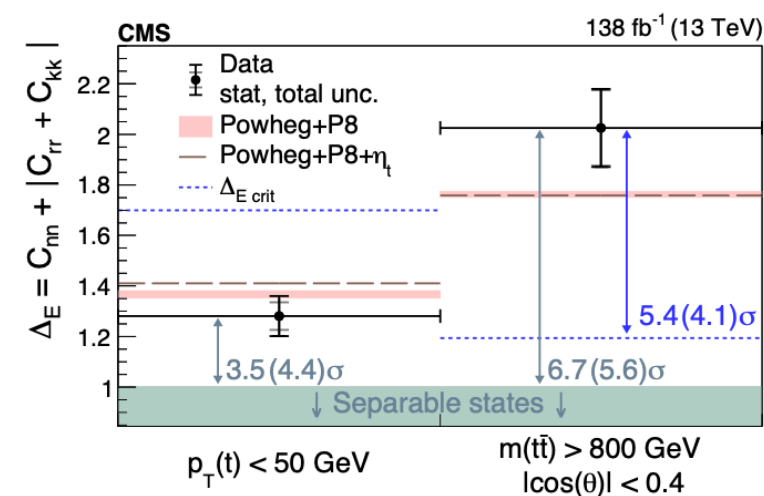 CMS
138 fb⁻¹ (13 TeV)
Δ_E = C_nn + |C_rr + C_kk|
2.2
2
1.8
1.6
1.4
1.2
1
Data
stat, total unc.
Powheg+P8
Powheg+P8+η_t
Δ_E crit
3.5(4.4)σ
6.7(5.6)σ
5.4(4.1)σ
↓ Separable states ↓
p_T(t) < 50 GeV
m(tt̄) > 800 GeV
|cos(θ)| < 0.4